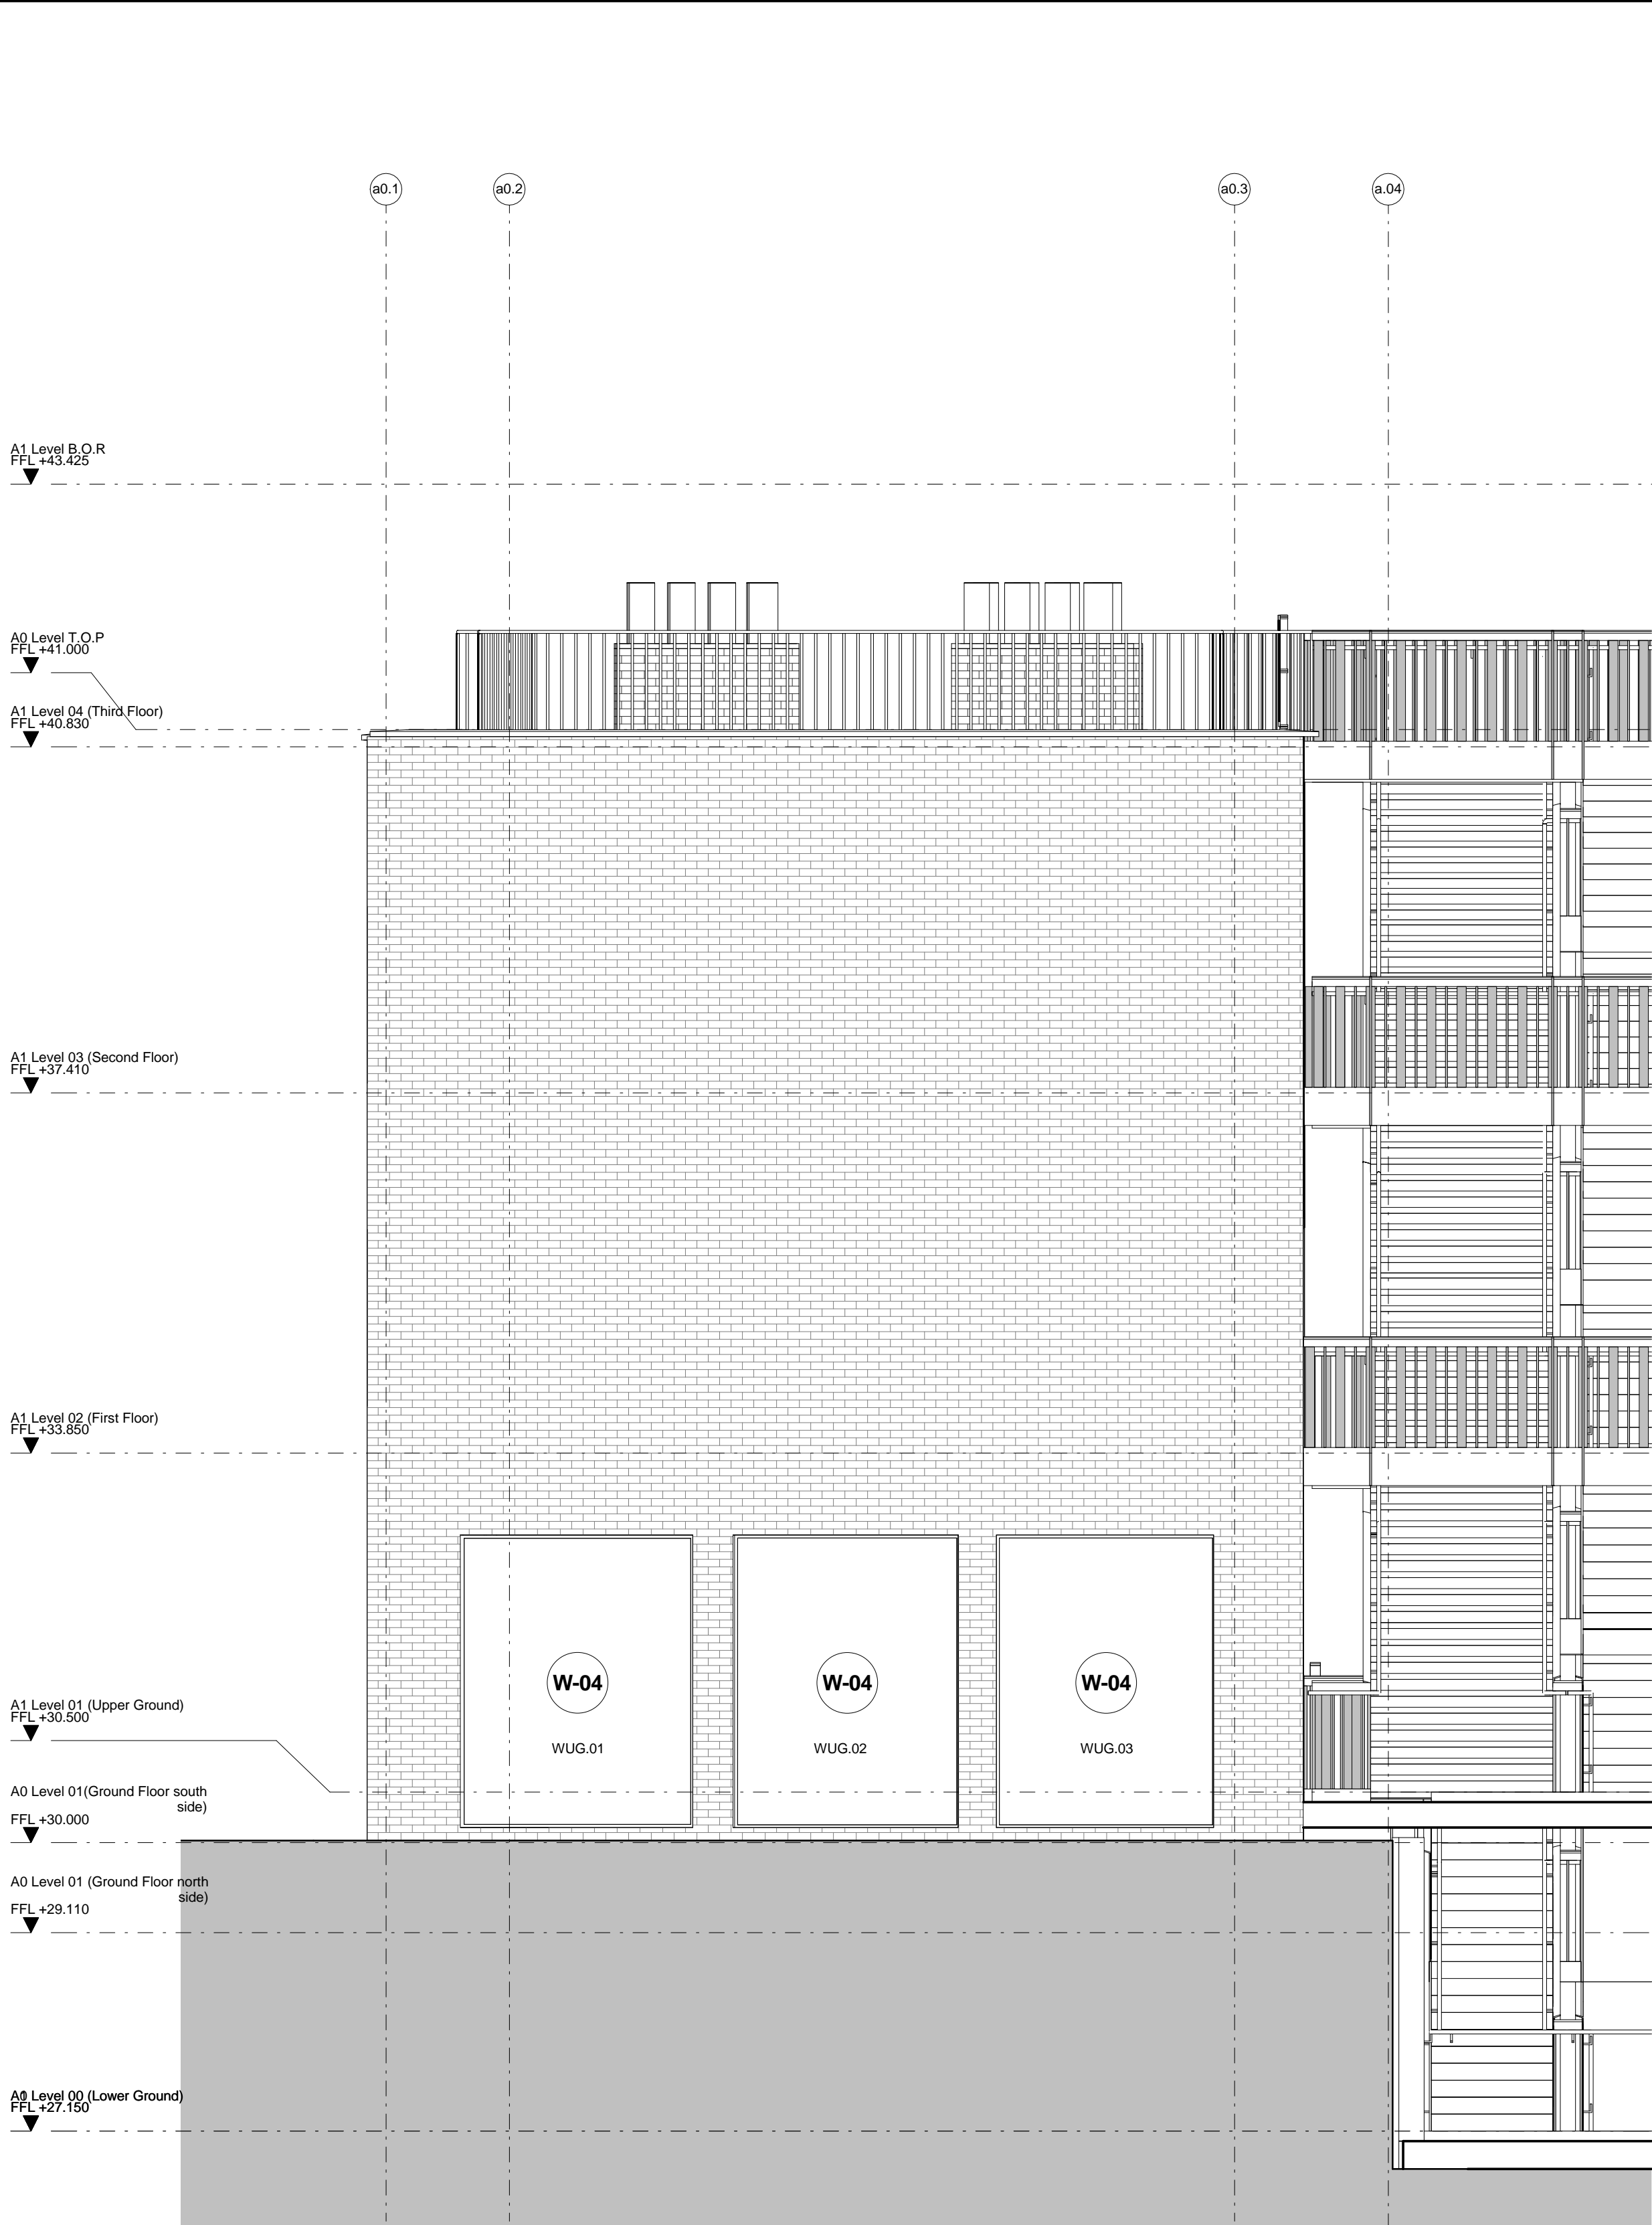 a0.1
a0.2
a0.3
a.04
A1 Level B.O.R
FFL +43.425
A0 Level T.O.P
FFL +41.000
A1 Level 04 (Third Floor)
FFL +40.830
A1 Level 03 (Second Floor)
FFL +37.410
A1 Level 02 (First Floor)
FFL +33.850
W-04
W-04
W-04
A1 Level 01 (Upper Ground)
FFL +30.500
WUG.01
WUG.02
WUG.03
A0 Level 01(Ground Floor south
side)
FFL +30.000
A0 Level 01 (Ground Floor north
side)
FFL +29.110
Level 00 (Lower Ground)
FFL +27.150